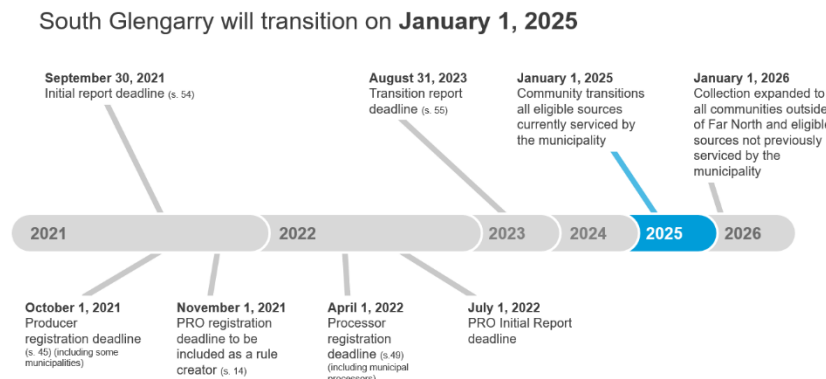 South Glengarry will transition on January 1, 2025
September 30, 2021
Initial report deadline (s. 54)
August 31, 2023
Transition report
deadline (s. 55)
January 1, 2025
Community transitions
all eligible sources
currently serviced by
the municipality
January 1, 2026
Collection expanded to
all communities outside
of Far North and eligible
sources not previously
serviced by the
municipality
2021
2022
2023
2024
2025
2026
October 1, 2021
Producer
registration deadline
(s. 45) (including some
municipalities)
November 1, 2021
PRO registration
deadline to be
included as a rule
creator (s. 14)
April 1, 2022
Processor
registration
deadline (s.49)
(including municipal
processors)
July 1, 2022
PRO Initial Report
deadline